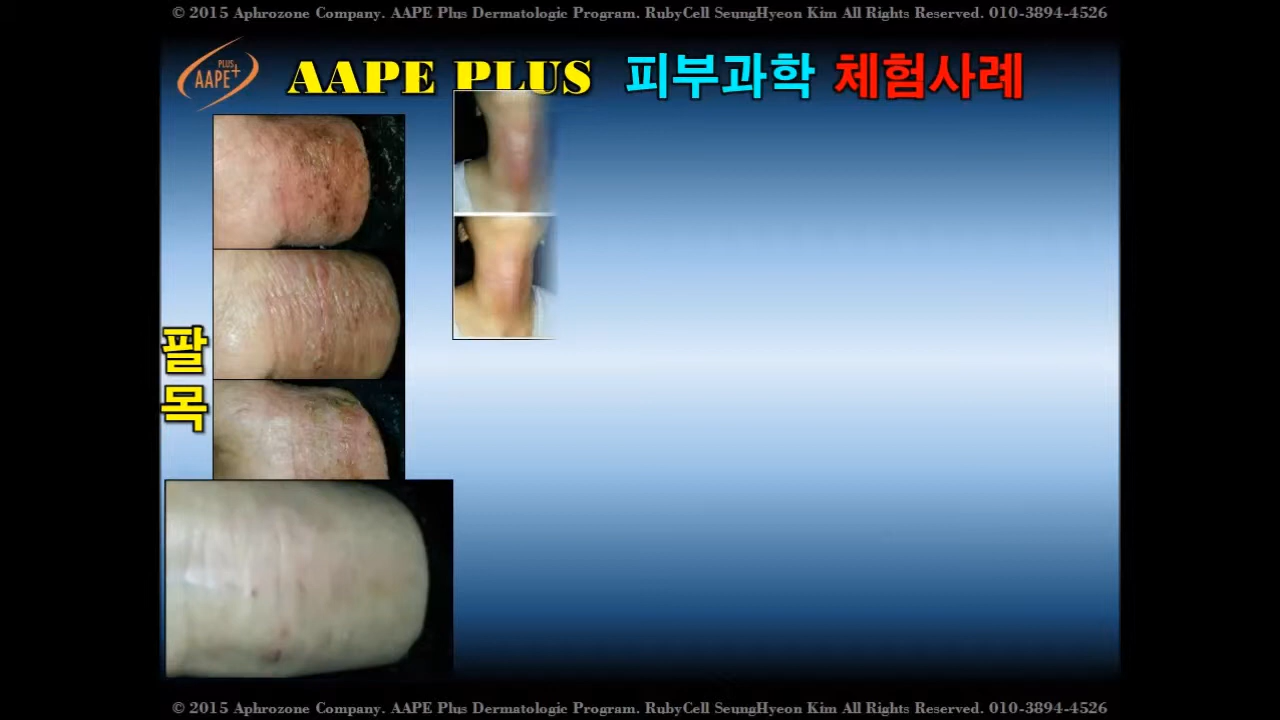 © 2015 Aphrozone Company. AAPE Plus Dermatologic Program. RubyCell SeungHyeon Kim All Rights Reserved. 010-3894-4526
PLUS
AAPE+
AAPE PLUS 피부과학 체험사례
팔
목
© 2015 Aphrozone Company. AAPE Plus Dermatologic Program. RubyCell SeungHyeon Kim All Rights Reserved. 010-3894-4526